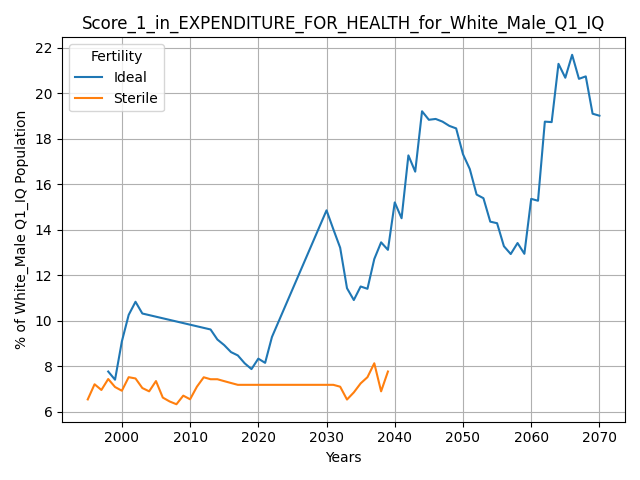 Score_1_in_EXPENDITURE_FOR_HEALTH_for_White_Male_Q1_IQ
Fertility
Ideal
Sterile
% of White_Male Q1_IQ Population
22
20
18
16
14
12
10
8
6
2000 2010 2020 2030 2040 2050 2060 2070
Years